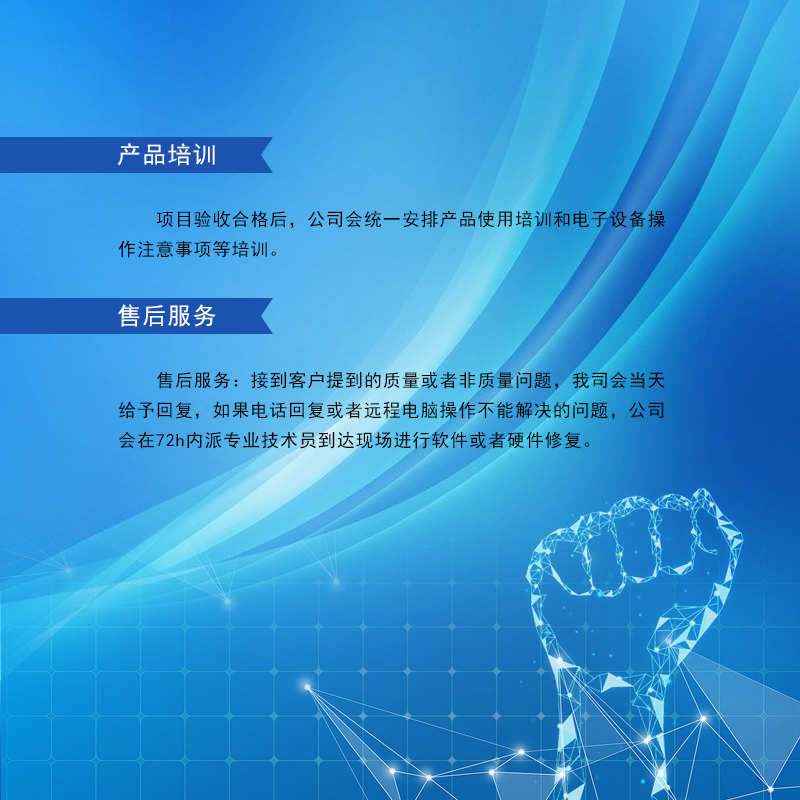 产品培训
项目验收合格后，公司会统一安排产品使用培训和电子设备操
作注意事项等培训。
售后服务
售后服务：接到客户提到的质量或者非质量问题，我司会当天
给予回复，如果电话回复或者远程电脑操作不能解决的问题，公司
会在72h内派专业技术员到达现场进行软件或者硬件修复。